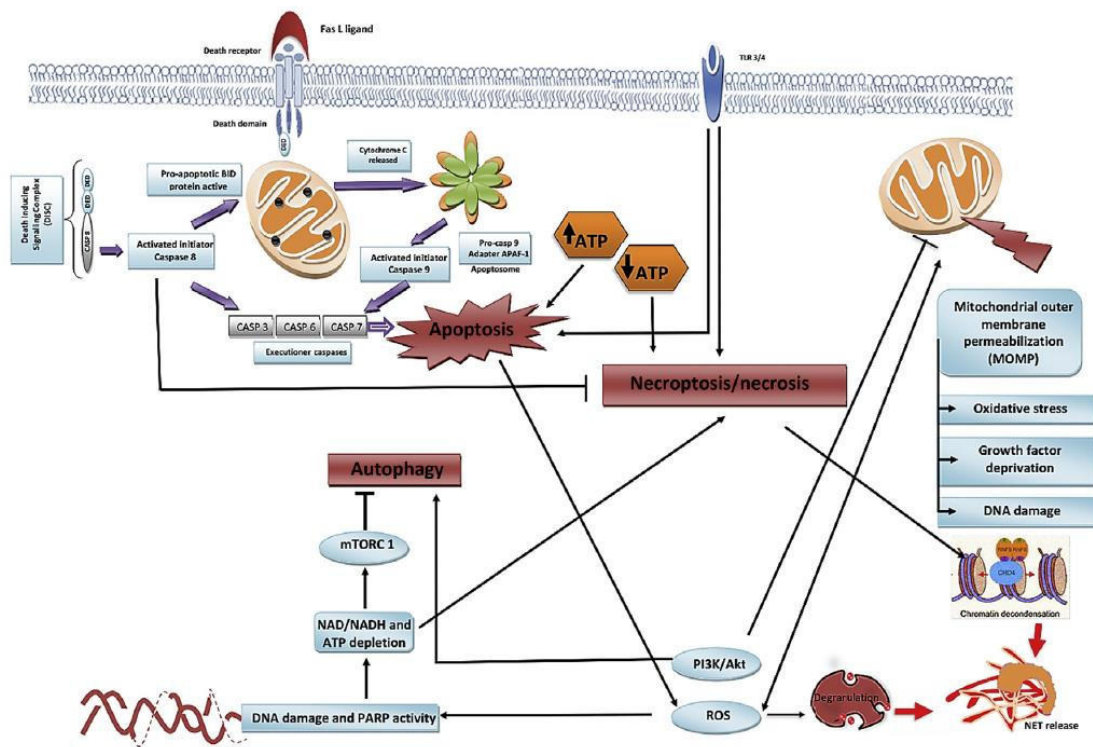 Fas L ligand
Death receptor
TLR 3/4
Death domain
DED
Cytochrome C
released
Pro-apoptotic BID
protein active
Death Inducing
Signaling Complex
(DISC)
DED
DED
CASP 8
Activated initiator
Caspase 8
Activated initiator
Caspase 9
Pro-casp 9
Adapter APAF-1
Apoptosome
ATP
ATP
CASP 3
CASP 6
CASP 7
Executioner caspases
Apoptosis
Necroptosis/necrosis
Mitochondrial outer
membrane
permeabilization
(MOMP)
Oxidative stress
Growth factor
deprivation
DNA damage
Autophagy
mTORC 1
NAD/NADH and
ATP depletion
Chromatin decondensation
PI3K/Akt
ROS
Degranulation
NET release
DNA damage and PARP activity